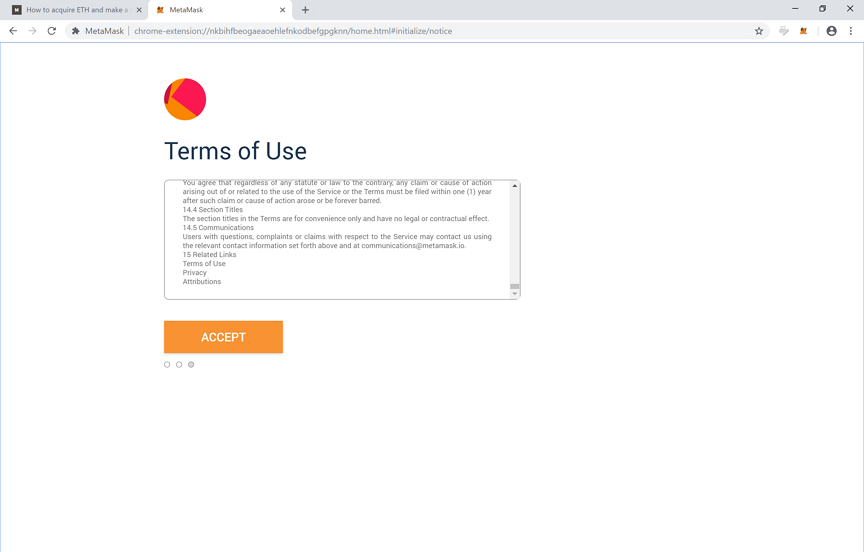 How to acquire ETH and make a
MetaMask
MetaMask
chrome-extension://nkbihfbeogaeaoehlefnkodbefgpgknn/home.html#initialize/notice
Terms of Use
You agree that regardless of any statute or law to the contrary, any claim or cause of action
arising out of or related to the use of the Service or the Terms must be filed within one (1) year
after such claim or cause of action arose or be forever barred.
14.4 Section Titles
The section titles in the Terms are for convenience only and have no legal or contractual effect.
14.5 Communications
Users with questions, complaints or claims with respect to the Service may contact us using
the relevant contact information set forth above and at communications@metamask.io.
15 Related Links
Terms of Use
Privacy
Attributions
ACCEPT